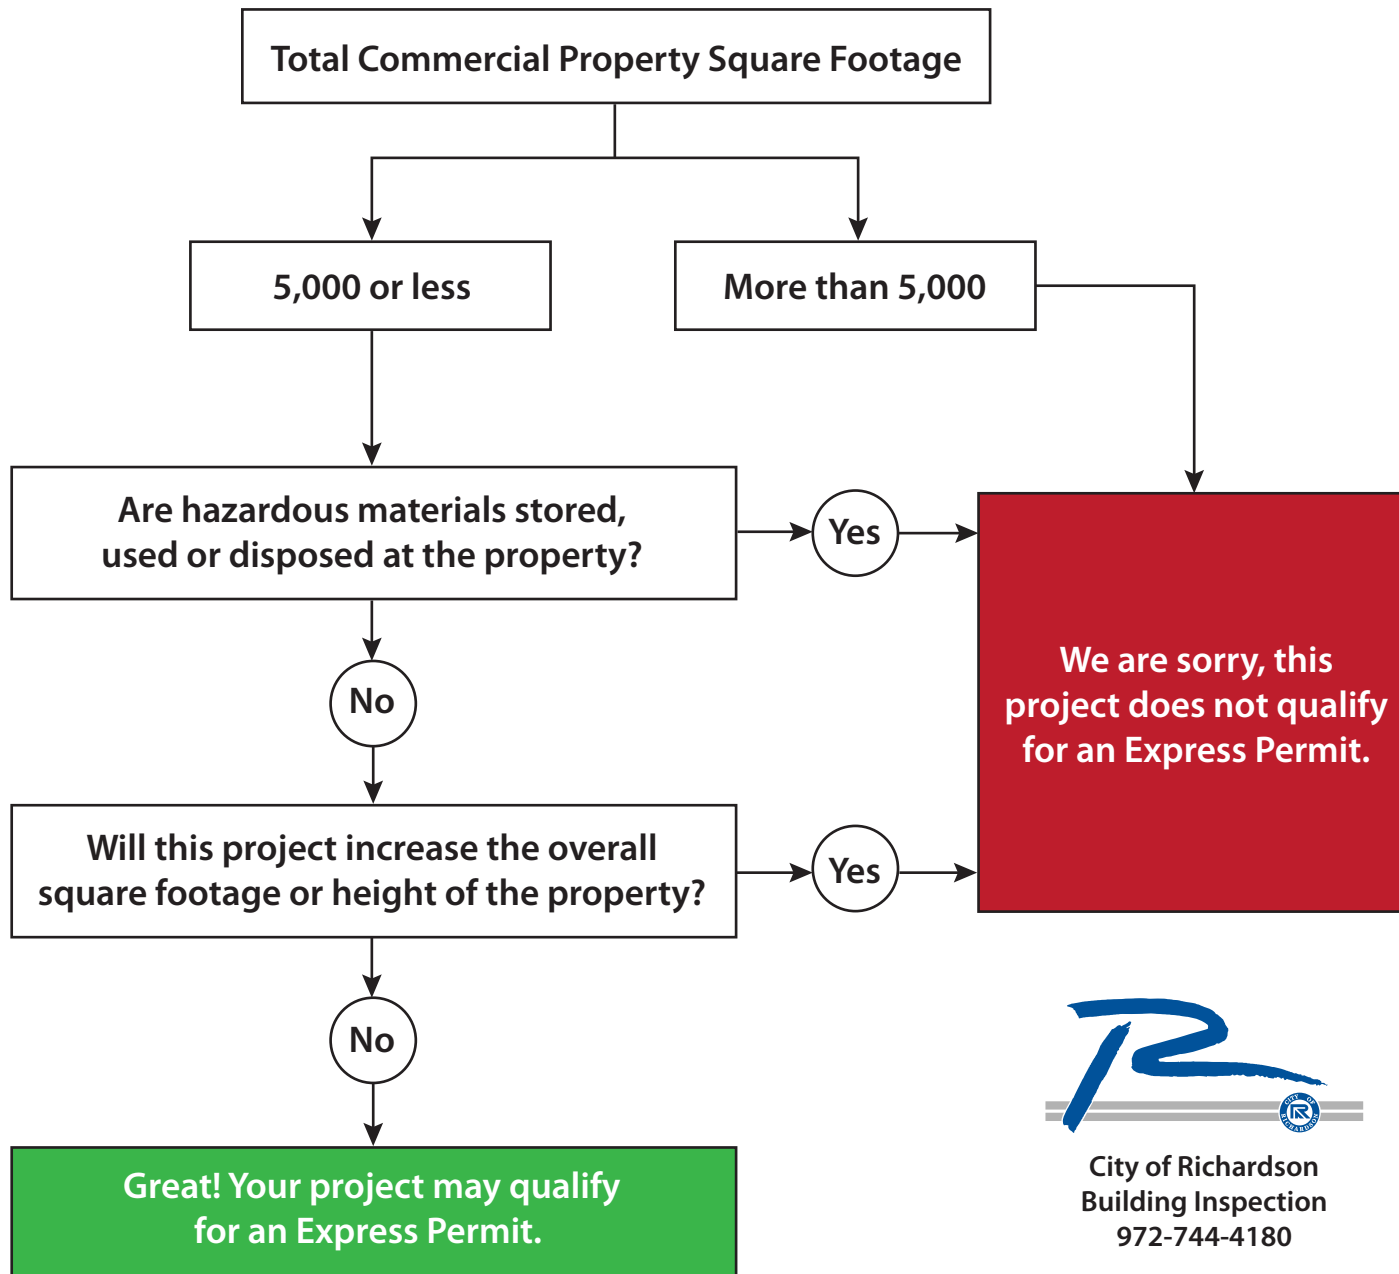 Total Commercial Property Square Footage
5,000 or less
More than 5,000
Are hazardous materials stored,
used or disposed at the property?
Yes
No
We are sorry, this
project does not qualify
for an Express Permit.
Will this project increase the overall
square footage or height of the property?
Yes
No
Great! Your project may qualify
for an Express Permit.
CITY OF
RICHARDSON
City of Richardson
Building Inspection
972-744-4180